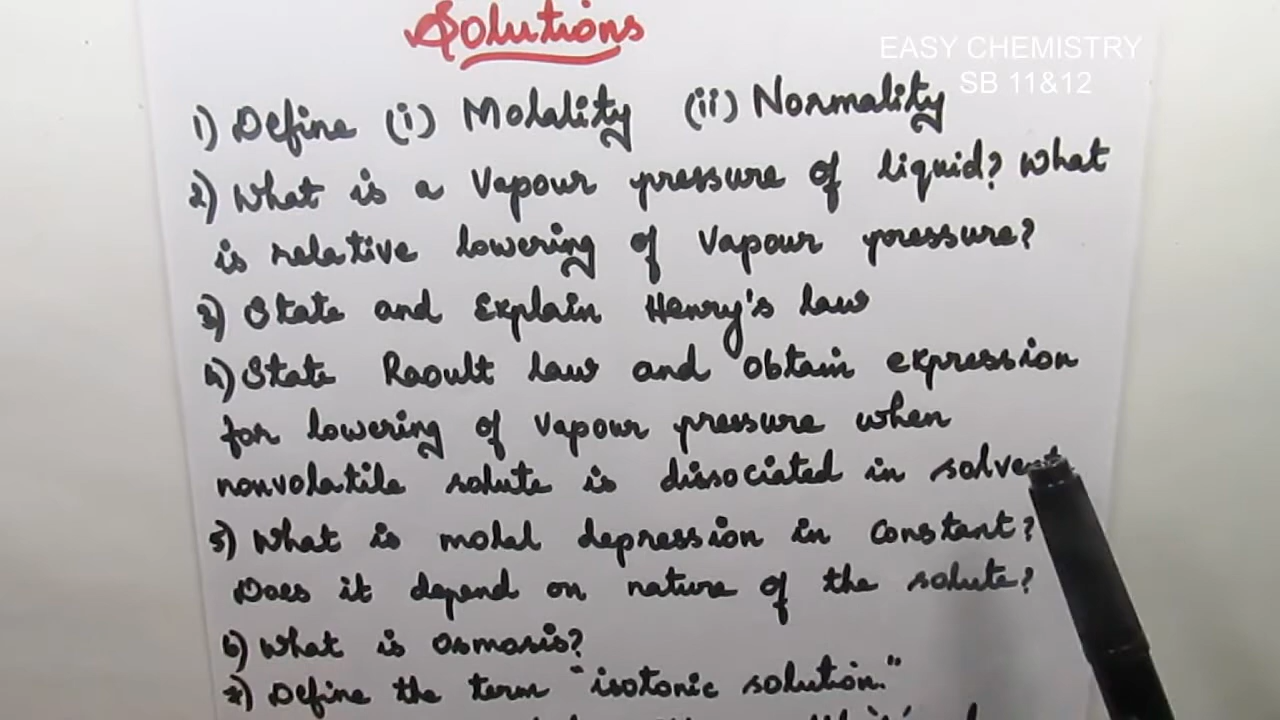 Solutions
EASY CHEMISTRY
SB 11&12
1) Define (i) Molality (ii) Normality
2) What is a Vapour pressure of liquid? What
is relative lowering of Vapour pressure?
3) State and Explain Henry's law
4) State Raoult law and obtain expression
for lowering of vapour pressure when
nonvolatile solute is dissociated in solvent
5) What is molal depression in constant?
Does it depend on nature of the solute?
6) What is Osmosis?
7) Define the term "isotonic solution."